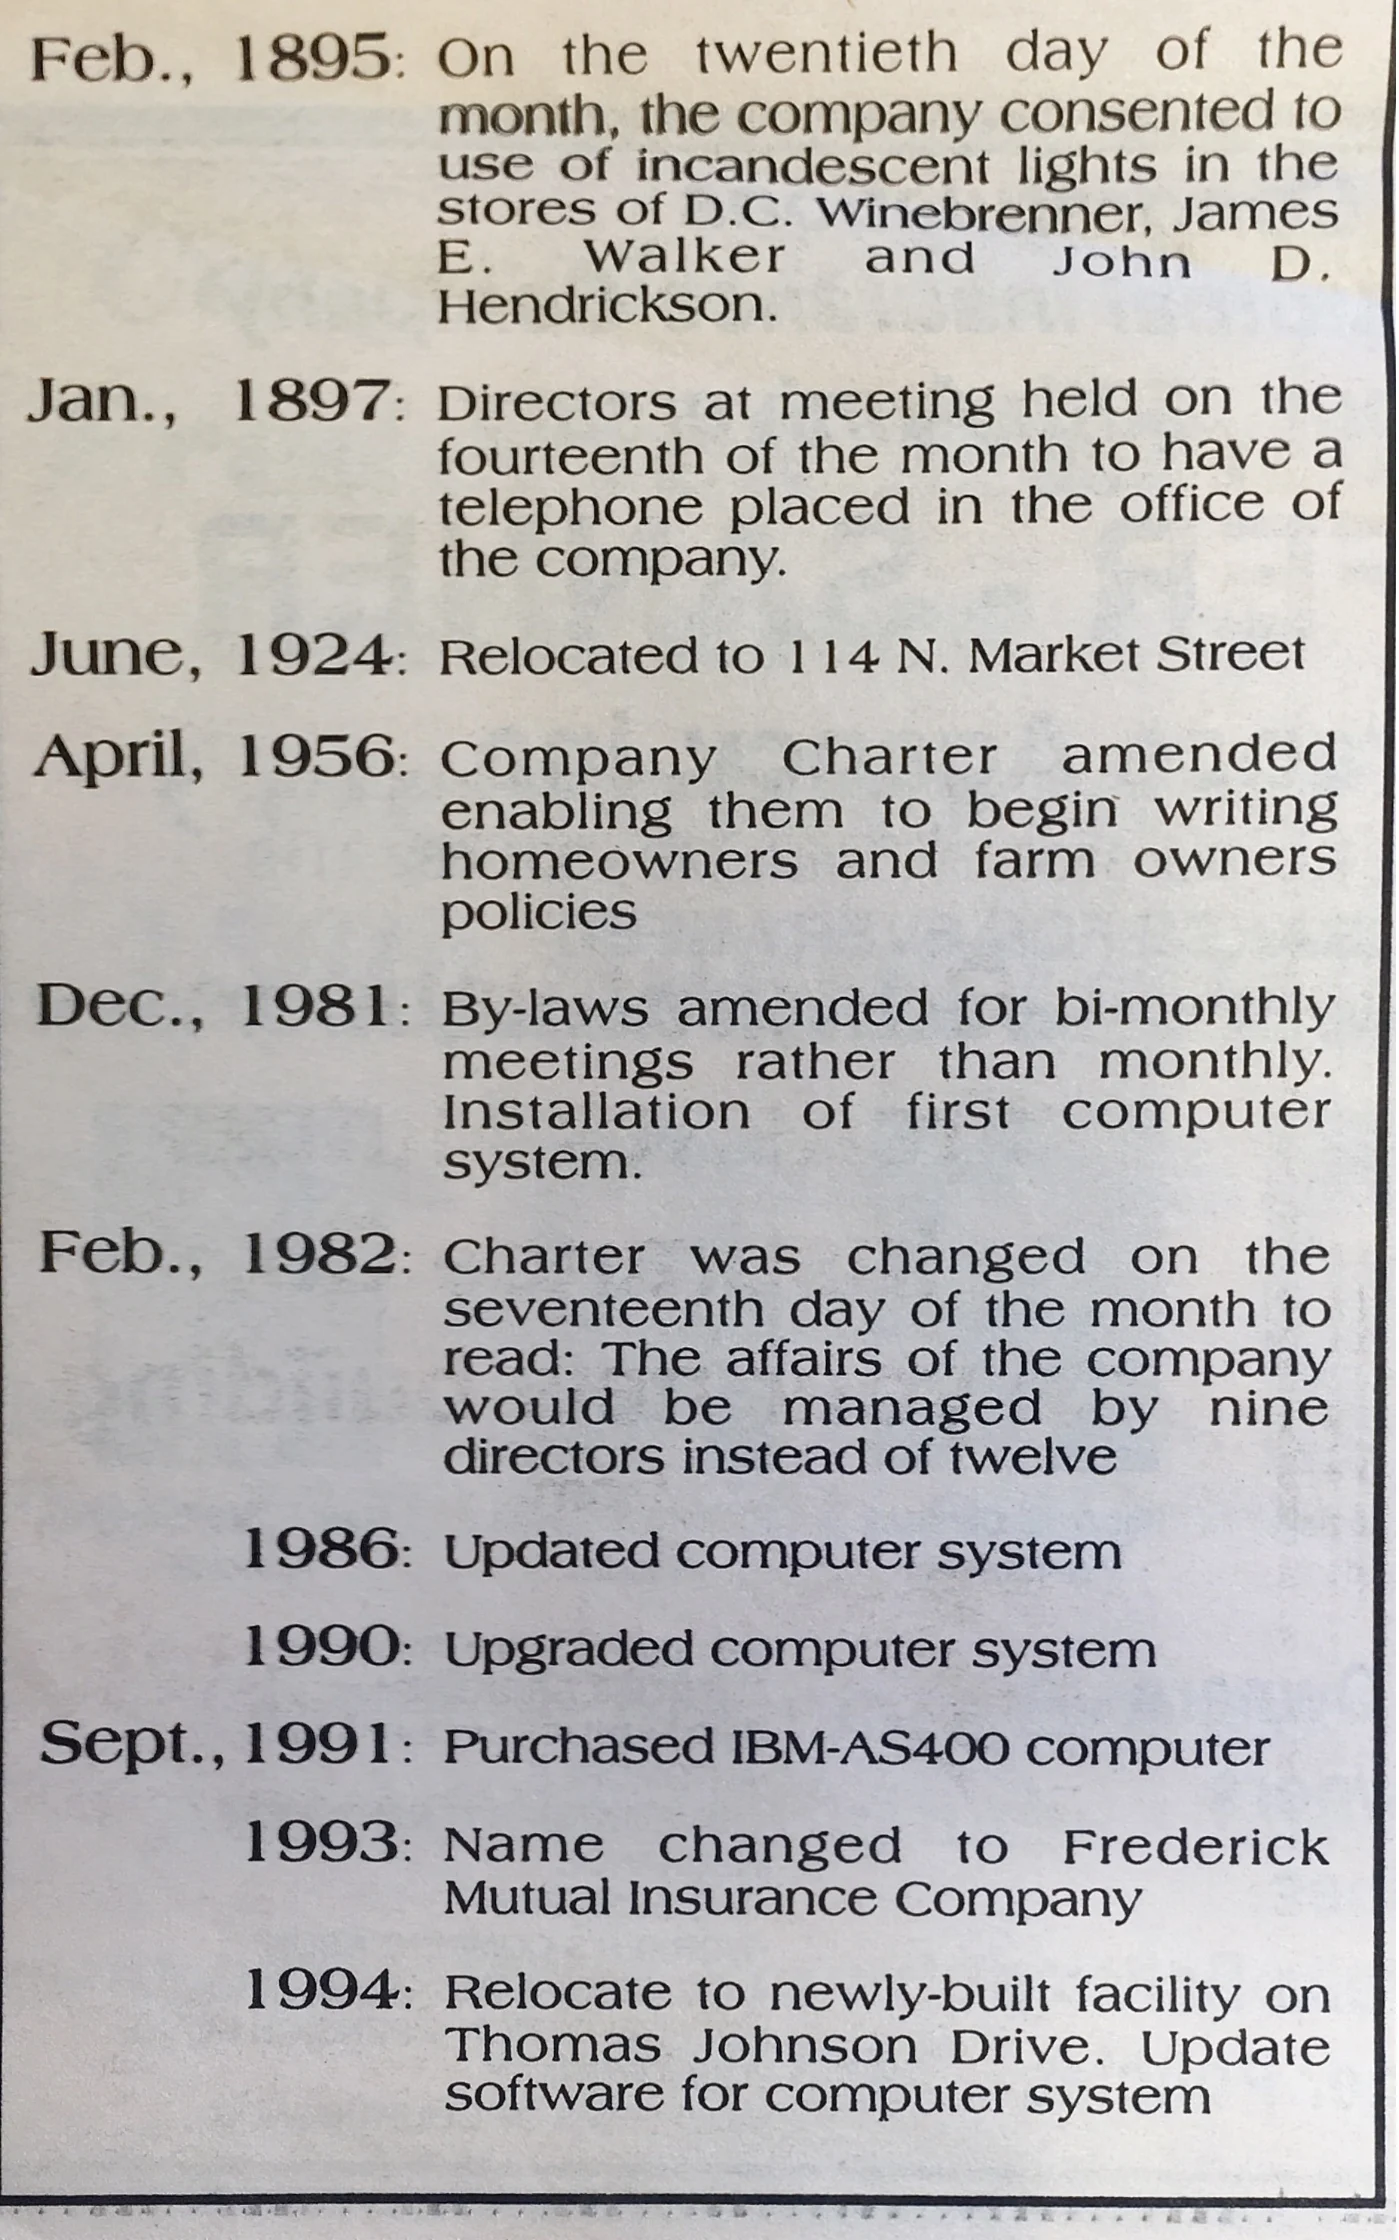 Feb., 1895: On the twentieth day of the
month, the company consented to
use of incandescent lights in the
stores of D.C. Winebrenner, James
E. Walker and John D.
Hendrickson.
Jan., 1897: Directors at meeting held on the
fourteenth of the month to have a
telephone placed in the office of
the company.
June, 1924: Relocated to 114 N. Market Street
April, 1956: Company Charter amended
enabling them to begin writing
homeowners and farm owners
policies
Dec., 1981: By-laws amended for bi-monthly
meetings rather than monthly.
Installation of first computer
system.
Feb., 1982: Charter was changed on the
seventeenth day of the month to
read: The affairs of the company
would be managed by nine
directors instead of twelve
1986: Updated computer system
1990: Upgraded computer system
Sept., 1991: Purchased IBM-AS400 computer
1993: Name changed to Frederick
Mutual Insurance Company
1994: Relocate to newly-built facility on
Thomas Johnson Drive. Update
software for computer system